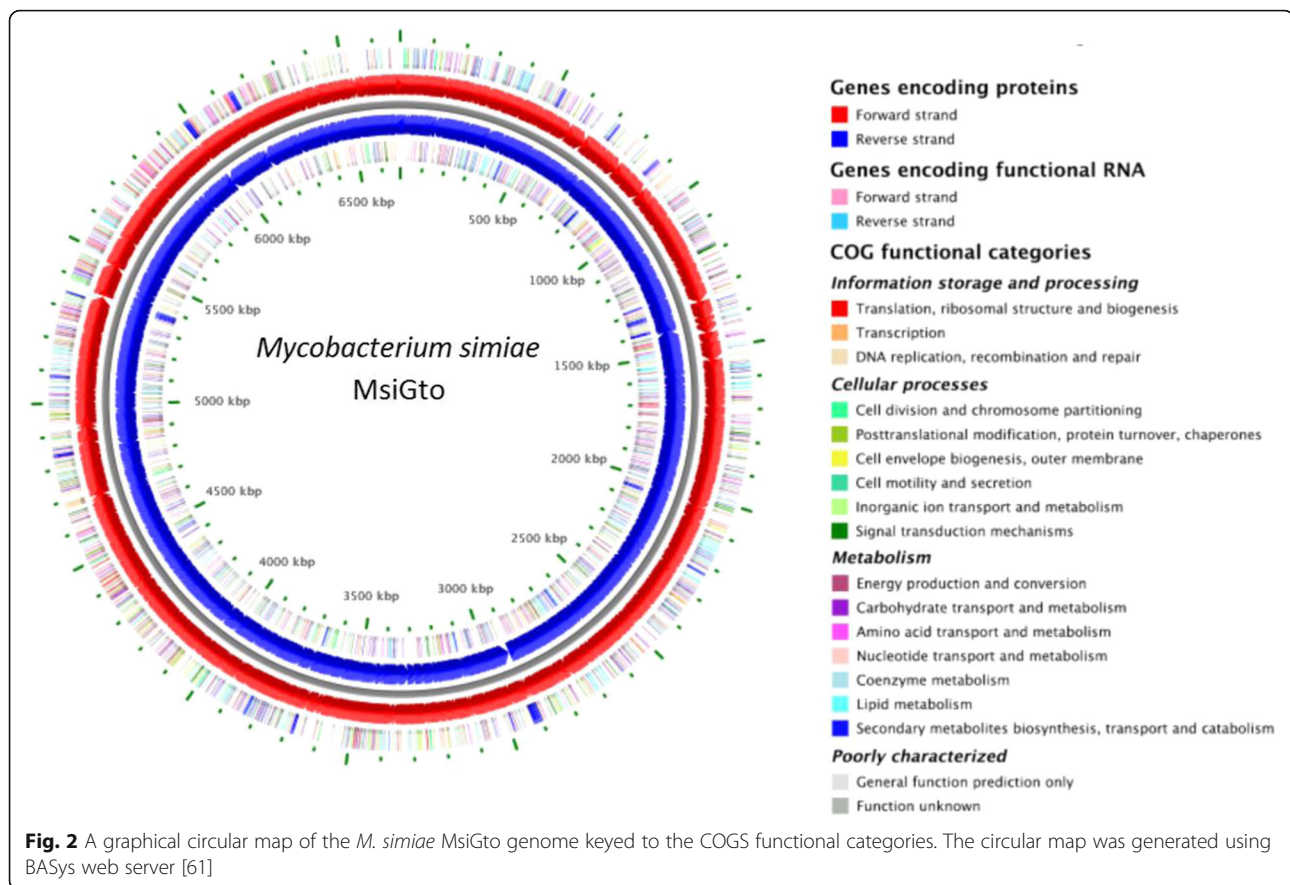 6500 kbp
500 kbp
6000 kbp
1000 kbp
5500 kbp
Mycobacterium simiae
MsiGto
1500 kbp
5000 kbp
2000 kbp
4500 kbp
2500 kbp
4000 kbp
3000 kbp
3500 kbp
Genes encoding proteins
Forward strand
Reverse strand
Genes encoding functional RNA
Forward strand
Reverse strand
COG functional categories
Information storage and processing
Translation, ribosomal structure and biogenesis
Transcription
DNA replication, recombination and repair
Cellular processes
Cell division and chromosome partitioning
Posttranslational modification, protein turnover, chaperones
Cell envelope biogenesis, outer membrane
Cell motility and secretion
Inorganic ion transport and metabolism
Signal transduction mechanisms
Metabolism
Energy production and conversion
Carbohydrate transport and metabolism
Amino acid transport and metabolism
Nucleotide transport and metabolism
Coenzyme metabolism
Lipid metabolism
Secondary metabolites biosynthesis, transport and catabolism
Poorly characterized
General function prediction only
Function unknown
Fig. 2 A graphical circular map of the M. simiae MsiGto genome keyed to the COGS functional categories. The circular map was generated using
BASys web server [61]